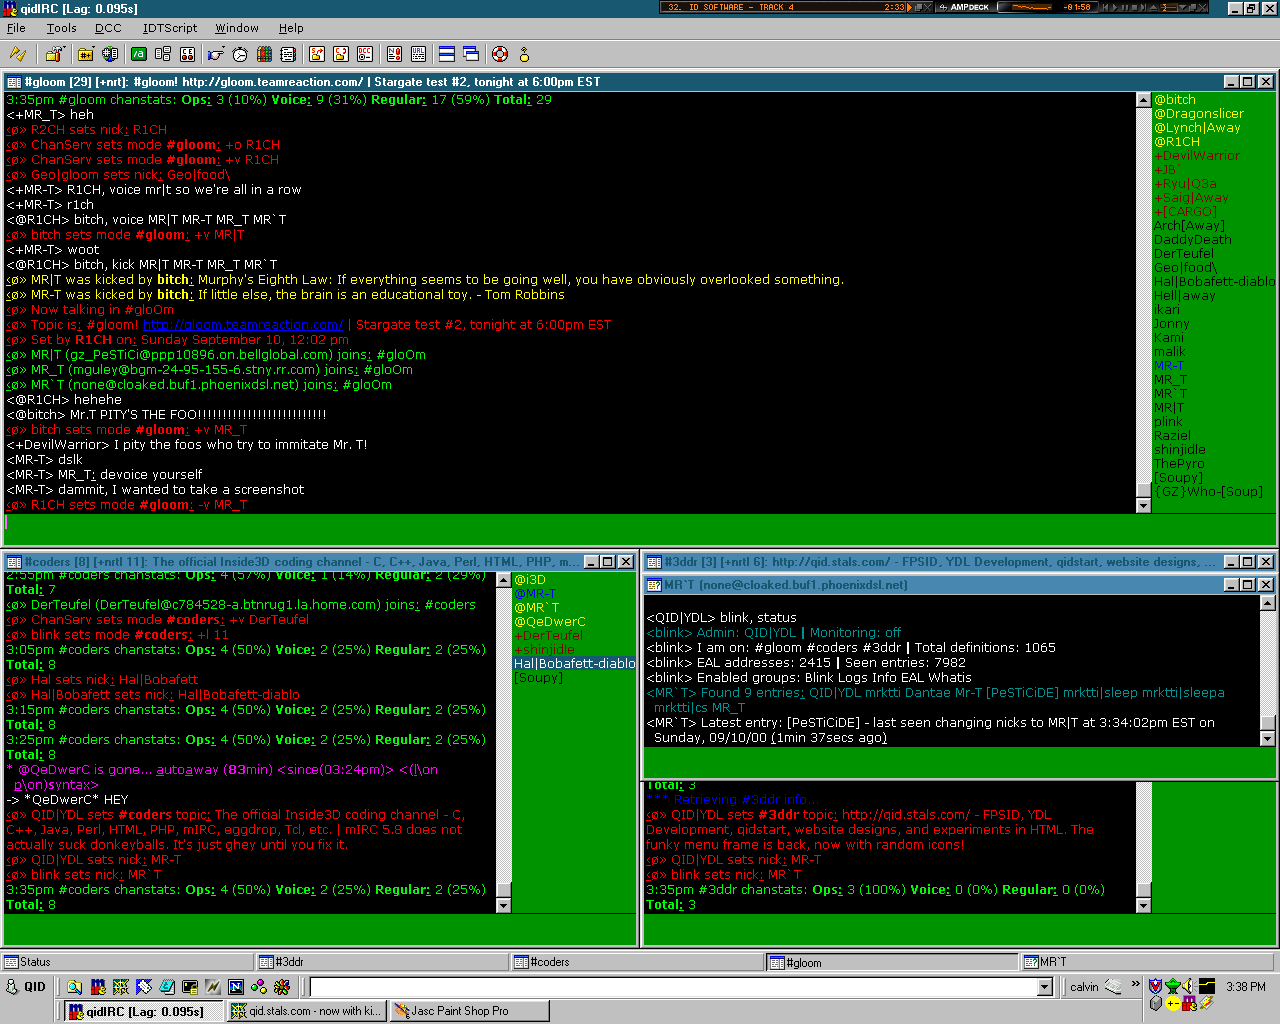 qidIRC [Lag: 0.095s]
32. ID SOFTWARE - TRACK 4 2:33
AMPDECK -01:58
File Tools DCC IDTScript Window Help
#gloom [29] [+nrt]: #gloom! http://gloom.teamreaction.com/ | Stargate test #2, tonight at 6:00pm EST
3:35pm #gloom chanstats: Ops: 3 (10%) Voice: 9 (31%) Regular: 17 (59%) Total: 29
<+MR_T> heh
‹ø» R2CH sets nick: R1CH
‹ø» ChanServ sets mode #gloom: +o R1CH
‹ø» ChanServ sets mode #gloom: +v R1CH
‹ø» Geo|gloom sets nick: Geo|food\
<+MR-T> R1CH, voice mr|t so we're all in a row
<+MR-T> r1ch
<@R1CH> bitch, voice MR|T MR-T MR_T MR`T
‹ø» bitch sets mode #gloom: +v MR|T
<+MR-T> woot
<@R1CH> bitch, kick MR|T MR-T MR_T MR`T
‹ø» MR|T was kicked by bitch: Murphy's Eighth Law: If everything seems to be going well, you have obviously overlooked something.
‹ø» MR-T was kicked by bitch: If little else, the brain is an educational toy. - Tom Robbins
‹ø» Now talking in #gloOm
‹ø» Topic is: #gloom! http://gloom.teamreaction.com/ | Stargate test #2, tonight at 6:00pm EST
‹ø» Set by R1CH on: Sunday September 10, 12:02 pm
‹ø» MR|T (gz_PeSTiCi@ppp10896.on.bellglobal.com) joins: #gloOm
‹ø» MR_T (mguley@bgm-24-95-155-6.stny.rr.com) joins: #gloOm
‹ø» MR`T (none@cloaked.buf1.phoenixdsl.net) joins: #gloOm
<@R1CH> hehehe
<@bitch> Mr.T PITY'S THE FOO!!!!!!!!!!!!!!!!!!!!!!!!!!
‹ø» bitch sets mode #gloom: +v MR_T
<+DevilWarrior> I pity the foos who try to immitate Mr. T!
<MR-T> dslk
<MR-T> MR_T: devoice yourself
<MR-T> dammit, I wanted to take a screenshot
‹ø» R1CH sets mode #gloom: -v MR_T
@bitch
@Dragonslicer
@Lynch|Away
@R1CH
+DevilWarrior
+JB`
+Ryu|Q3a
+Saig|Away
+[CARGO]
Arch[Away]
DaddyDeath
DerTeufel
Geo|food\
Hal|Bobafett-diablo
Hell|away
ikari
Jonny
Kami
malik
MR-T
MR_T
MR`T
MR|T
plink
Raziel
shinjidle
ThePyro
[Soupy]
{GZ}Who-[Soup]
#coders [8] [+nrtl 11]: The official Inside3D coding channel - C, C++, Java, Perl, HTML, PHP, m...
2:55pm #coders chanstats: Ops: 4 (57%) Voice: 1 (14%) Regular: 2 (29%)
Total: 7
‹ø» DerTeufel (DerTeufel@c784528-a.btnrug1.la.home.com) joins: #coders
‹ø» ChanServ sets mode #coders: +v DerTeufel
‹ø» blink sets mode #coders: +l 11
3:05pm #coders chanstats: Ops: 4 (50%) Voice: 2 (25%) Regular: 2 (25%)
Total: 8
‹ø» Hal sets nick: Hal|Bobafett
‹ø» Hal|Bobafett sets nick: Hal|Bobafett-diablo
3:15pm #coders chanstats: Ops: 4 (50%) Voice: 2 (25%) Regular: 2 (25%)
Total: 8
3:25pm #coders chanstats: Ops: 4 (50%) Voice: 2 (25%) Regular: 2 (25%)
Total: 8
* @QeDwerC is gone... autoaway (83min) <since(03:24pm)> <(|\on
p\on)syntax>
-> *QeDwerC* HEY
‹ø» QID|YDL sets #coders topic: The official Inside3D coding channel - C,
C++, Java, Perl, HTML, PHP, mIRC, eggdrop, Tcl, etc. | mIRC 5.8 does not
actually suck donkeyballs. It's just ghey until you fix it.
‹ø» QID|YDL sets nick: MR-T
‹ø» blink sets nick: MR`T
3:35pm #coders chanstats: Ops: 4 (50%) Voice: 2 (25%) Regular: 2 (25%)
Total: 8
@i3D
@MR-T
@MR`T
@QeDwerC
+DerTeufel
+shinjidle
Hal|Bobafett-diablo
[Soupy]
#3ddr [3] [+nrtl 6]: http://qid.stals.com/ - FPSID, YDL Development, qidstart, website designs, ...
MR`T (none@cloaked.buf1.phoenixdsl.net)
<QID|YDL> blink, status
<blink> Admin: QID|YDL | Monitoring: off
<blink> I am on: #gloom #coders #3ddr | Total definitions: 1065
<blink> EAL addresses: 2415 | Seen entries: 7982
<blink> Enabled groups: Blink Logs Info EAL Whatis
<MR`T> Found 9 entries: QID|YDL mrktti Dantae Mr-T [PeSTiCiDE] mrktti|sleep mrktti|sleepa
mrktti|cs MR_T
<MR`T> Latest entry: [PeSTiCiDE] - last seen changing nicks to MR|T at 3:34:02pm EST on
Sunday, 09/10/00 (1min 37secs ago)
Total: 3
*** Retrieving #3ddr info...
‹ø» QID|YDL sets #3ddr topic: http://qid.stals.com/ - FPSID, YDL
Development, qidstart, website designs, and experiments in HTML. The
funky menu frame is back, now with random icons!
‹ø» QID|YDL sets nick: MR-T
‹ø» blink sets nick: MR`T
3:35pm #3ddr chanstats: Ops: 3 (100%) Voice: 0 (0%) Regular: 0 (0%)
Total: 3
Status #3ddr #coders #gloom MR`T
QID calvin » 3:38 PM
qidIRC [Lag: 0.095s] qid.stals.com - now with ki... Jasc Paint Shop Pro